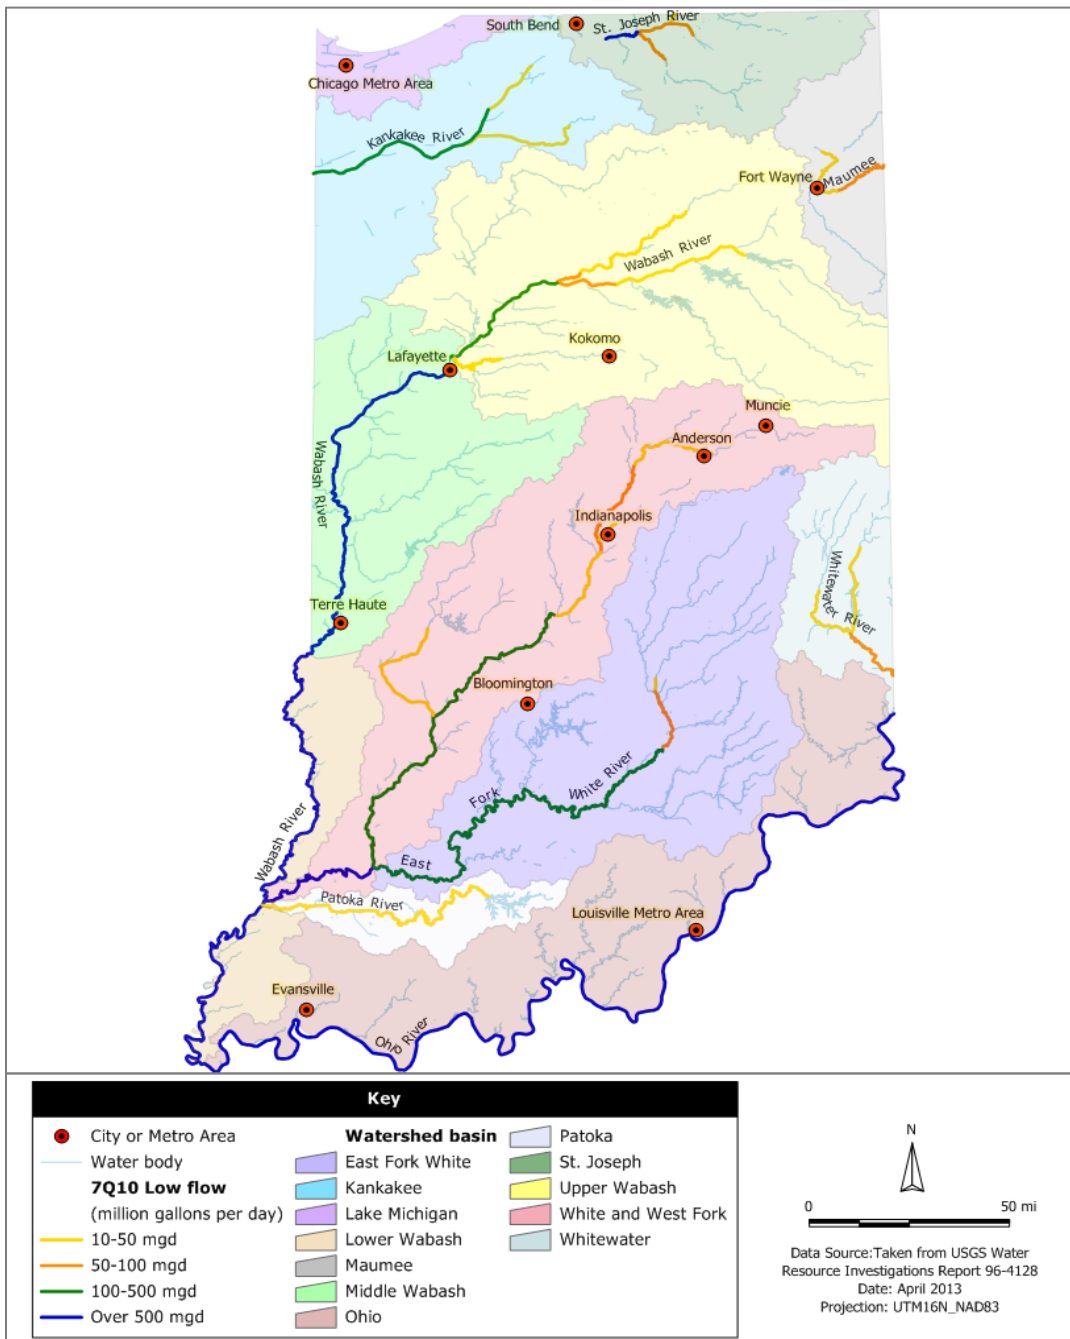 South Bend
St. Joseph River
Chicago Metro Area
Kankakee River
Fort Wayne
Maumee
Wabash River
Kokomo
Lafayette
Muncie
Anderson
Wabash River
Indianapolis
Whitewater River
Terre Haute
Bloomington
White River
Fork
East
Wabash River
Patoka River
Louisville Metro Area
Evansville
Ohio River
Key
City or Metro Area
Water body
7Q10 Low flow
(million gallons per day)
10-50 mgd
50-100 mgd
100-500 mgd
Over 500 mgd
Watershed basin
East Fork White
Kankakee
Lake Michigan
Lower Wabash
Maumee
Middle Wabash
Ohio
Patoka
St. Joseph
Upper Wabash
White and West Fork
Whitewater
N
0 50 mi
Data Source:Taken from USGS Water
Resource Investigations Report 96-4128
Date: April 2013
Projection: UTM16N_NAD83